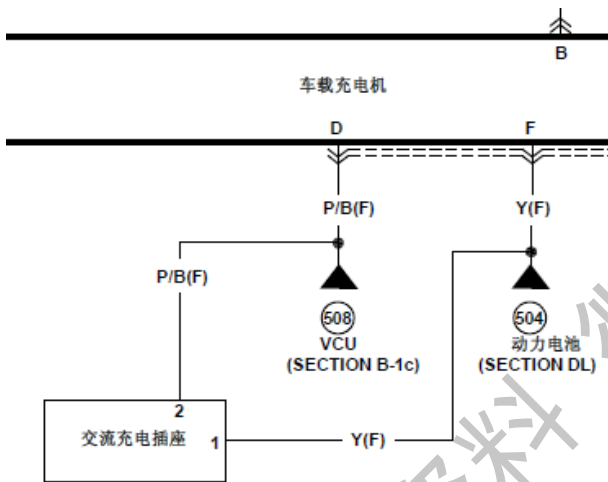 B
车载充电机
D
F
P/B(F)
Y(F)
P/B(F)
508
VCU
(SECTION B-1c)
504
动力电池
(SECTION DL)
2
交流充电插座
1
Y(F)
料